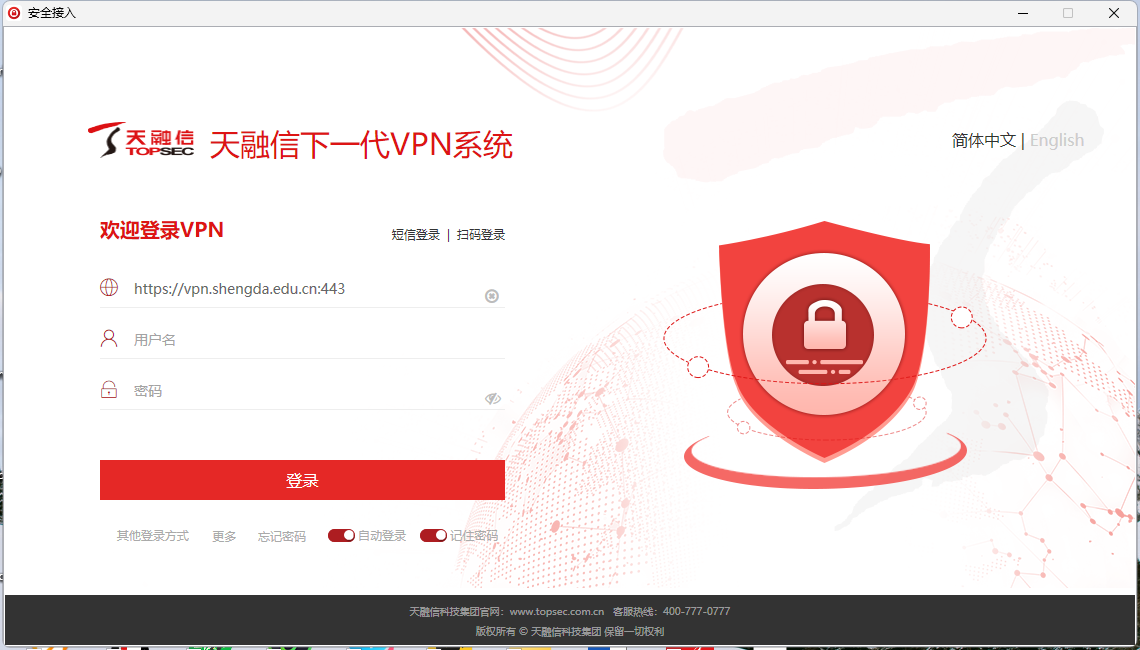 安全接入
天融信
TOPSEC
天融信下一代VPN系统
简体中文 | English
欢迎登录VPN
短信登录 | 扫码登录
https://vpn.shengda.edu.cn:443
用户名
密码
登录
其他登录方式 更多 忘记密码 自动登录 记住密码
天融信科技集团官网: www.topsec.com.cn 客服热线: 400-777-0777
版权所有 © 天融信科技集团 保留一切权利